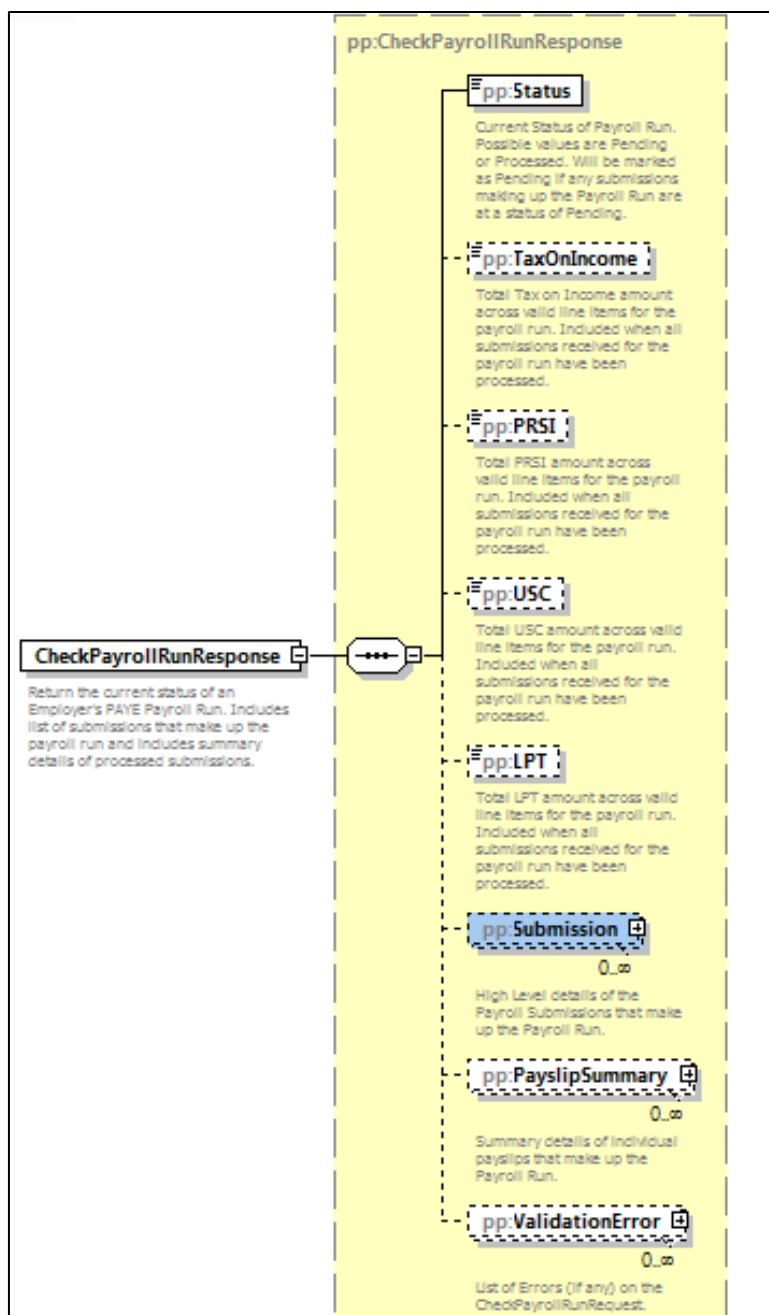 pp:CheckPayrollRunResponse
pp:Status
Current Status of Payroll Run.
Possible values are Pending
or Processed. Will be marked
as Pending if any submissions
making up the Payroll Run are
at a status of Pending.
pp:TaxOnIncome
Total Tax on Income amount
across valid line items for the
payroll run. Included when all
submissions received for the
payroll run have been
processed.
pp:PRSI
Total PRSI amount across
valid line items for the payroll
run. Included when all
submissions received for the
payroll run have been
processed.
pp:USC
Total USC amount across valid
line items for the payroll run.
Included when all
submissions received for the
payroll run have been
processed.
CheckPayrollRunResponse
Return the current status of an
Employer's PAYE Payroll Run. Includes
list of submissions that make up the
payroll run and includes summary
details of processed submissions.
pp:LPT
Total LPT amount across valid
line items for the payroll run.
Included when all
submissions received for the
payroll run have been
processed.
pp:Submission
0..∞
High Level details of the
Payroll Submissions that make
up the Payroll Run.
pp:PayslipSummary
0..∞
Summary details of individual
payslips that make up the
Payroll Run.
pp:ValidationError
0..∞
List of Errors (if any) on the
CheckPayrollRunRequest.